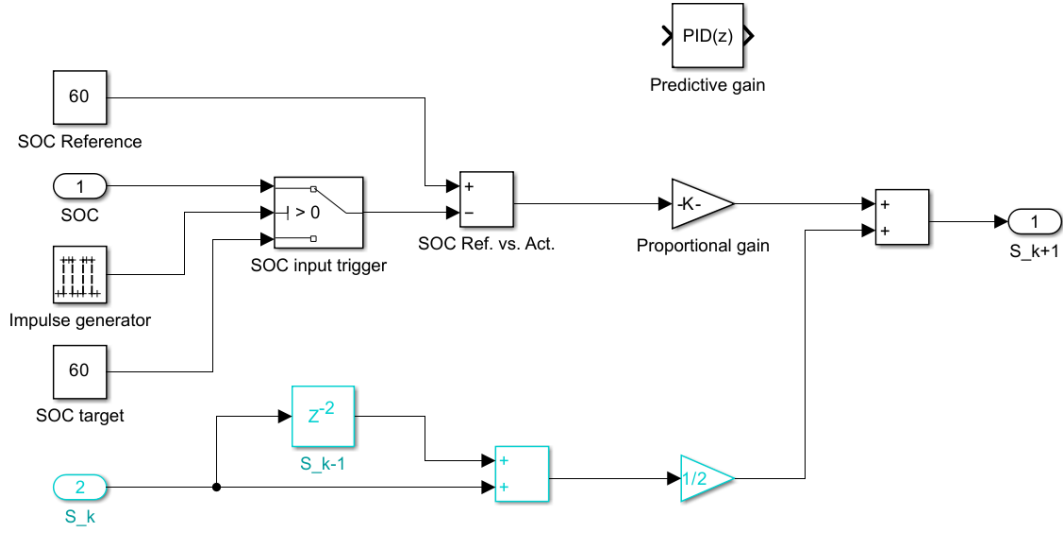 PID(z)
Predictive gain
60
SOC Reference
1
SOC
> 0
SOC input trigger
+
−
SOC Ref. vs. Act.
-K-
Proportional gain
+
+
1
S_k+1
Impulse generator
60
SOC target
Z-2
S_k-1
+
+
1/2
2
S_k